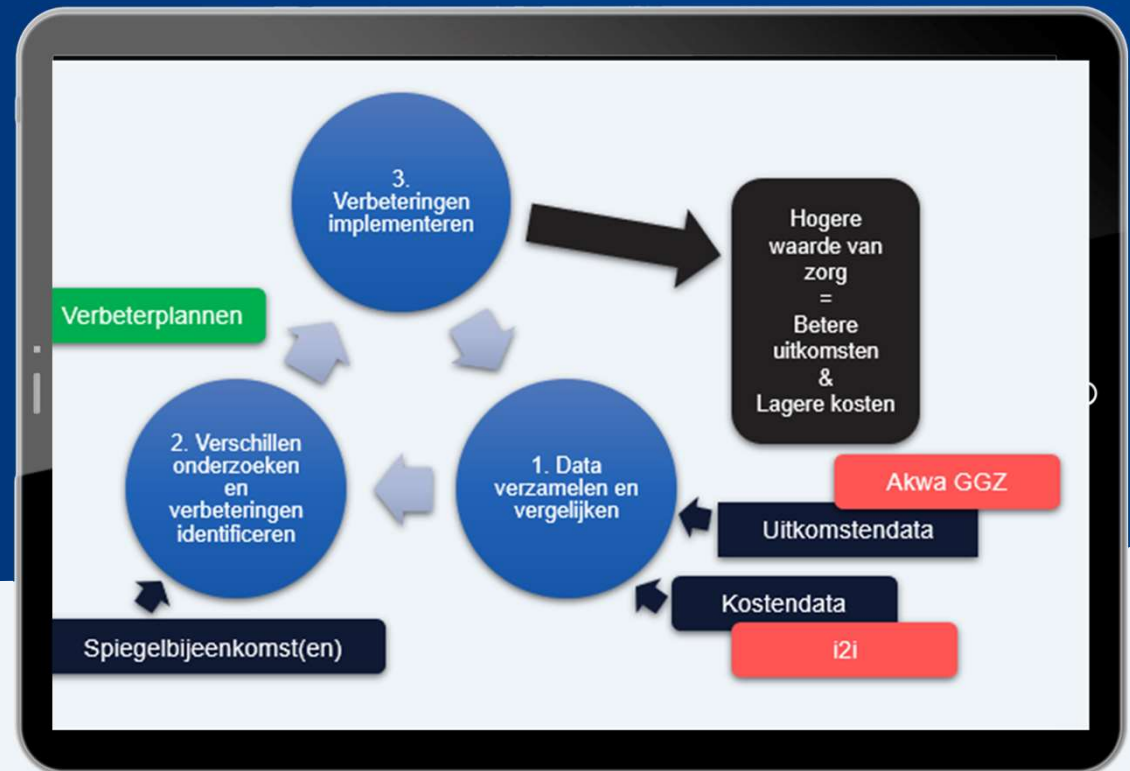 3.
Verbeteringen
implementeren
Hogere
waarde van
zorg
=
Betere
uitkomsten
&
Lagere kosten
Verbeterplannen
2. Verschillen
onderzoeken
en
verbeteringen
identificeren
1. Data
verzamelen en
vergelijken
Akwa GGZ
Uitkomstendata
Kostendata
i2i
Spiegelbijeenkomst(en)